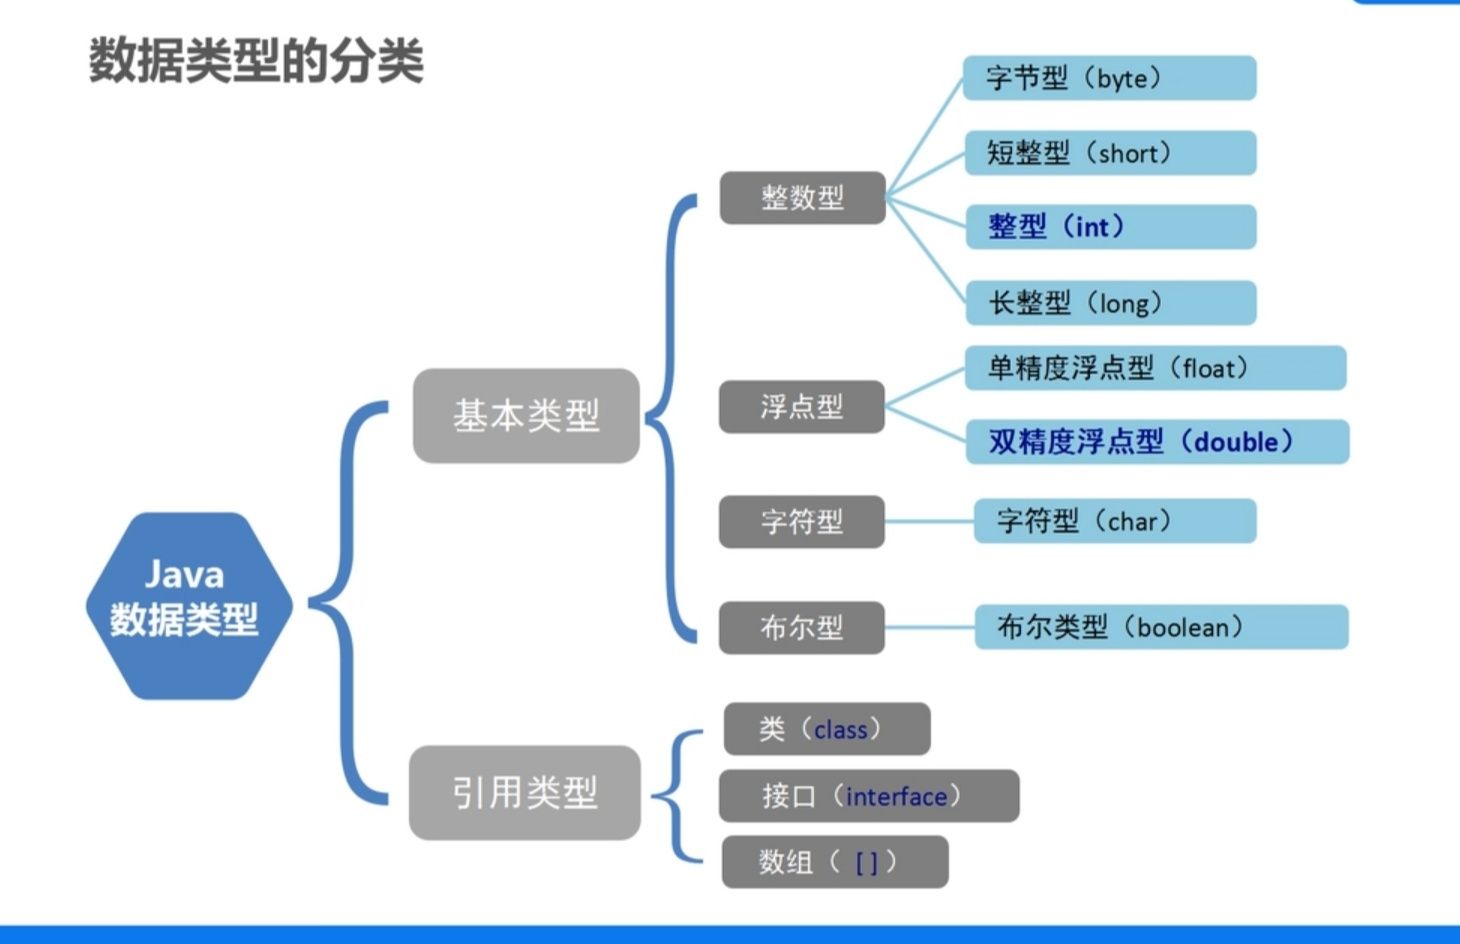 数据类型的分类
Java
数据类型
基本类型
整数型
字节型（byte）
短整型（short）
整型（int）
长整型（long）
浮点型
单精度浮点型（float）
双精度浮点型（double）
字符型
字符型（char）
布尔型
布尔类型（boolean）
引用类型
类（class）
接口（interface）
数组（ [ ] ）